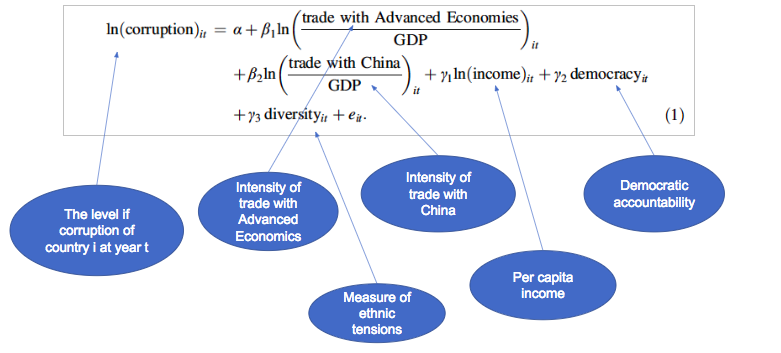 ln(corruption)it = α + β1ln(trade with Advanced Economies / GDP)it
+ β2ln(trade with China / GDP)it + γ1ln(income)it + γ2 democracyit
+ γ3 diversityit + eit. (1)
The level if
corruption of
country i at year t
Intensity of
trade with
Advanced
Economics
Intensity of
trade with
China
Democratic
accountability
Measure of
ethnic
tensions
Per capita
income